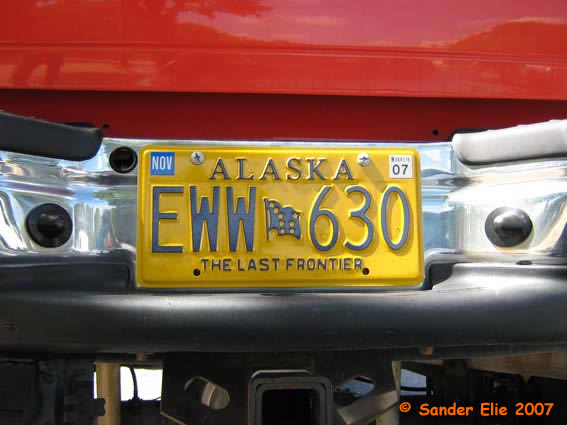 NOV
ALASKA
07
EWW 630
THE LAST FRONTIER
© Sander Elie 2007